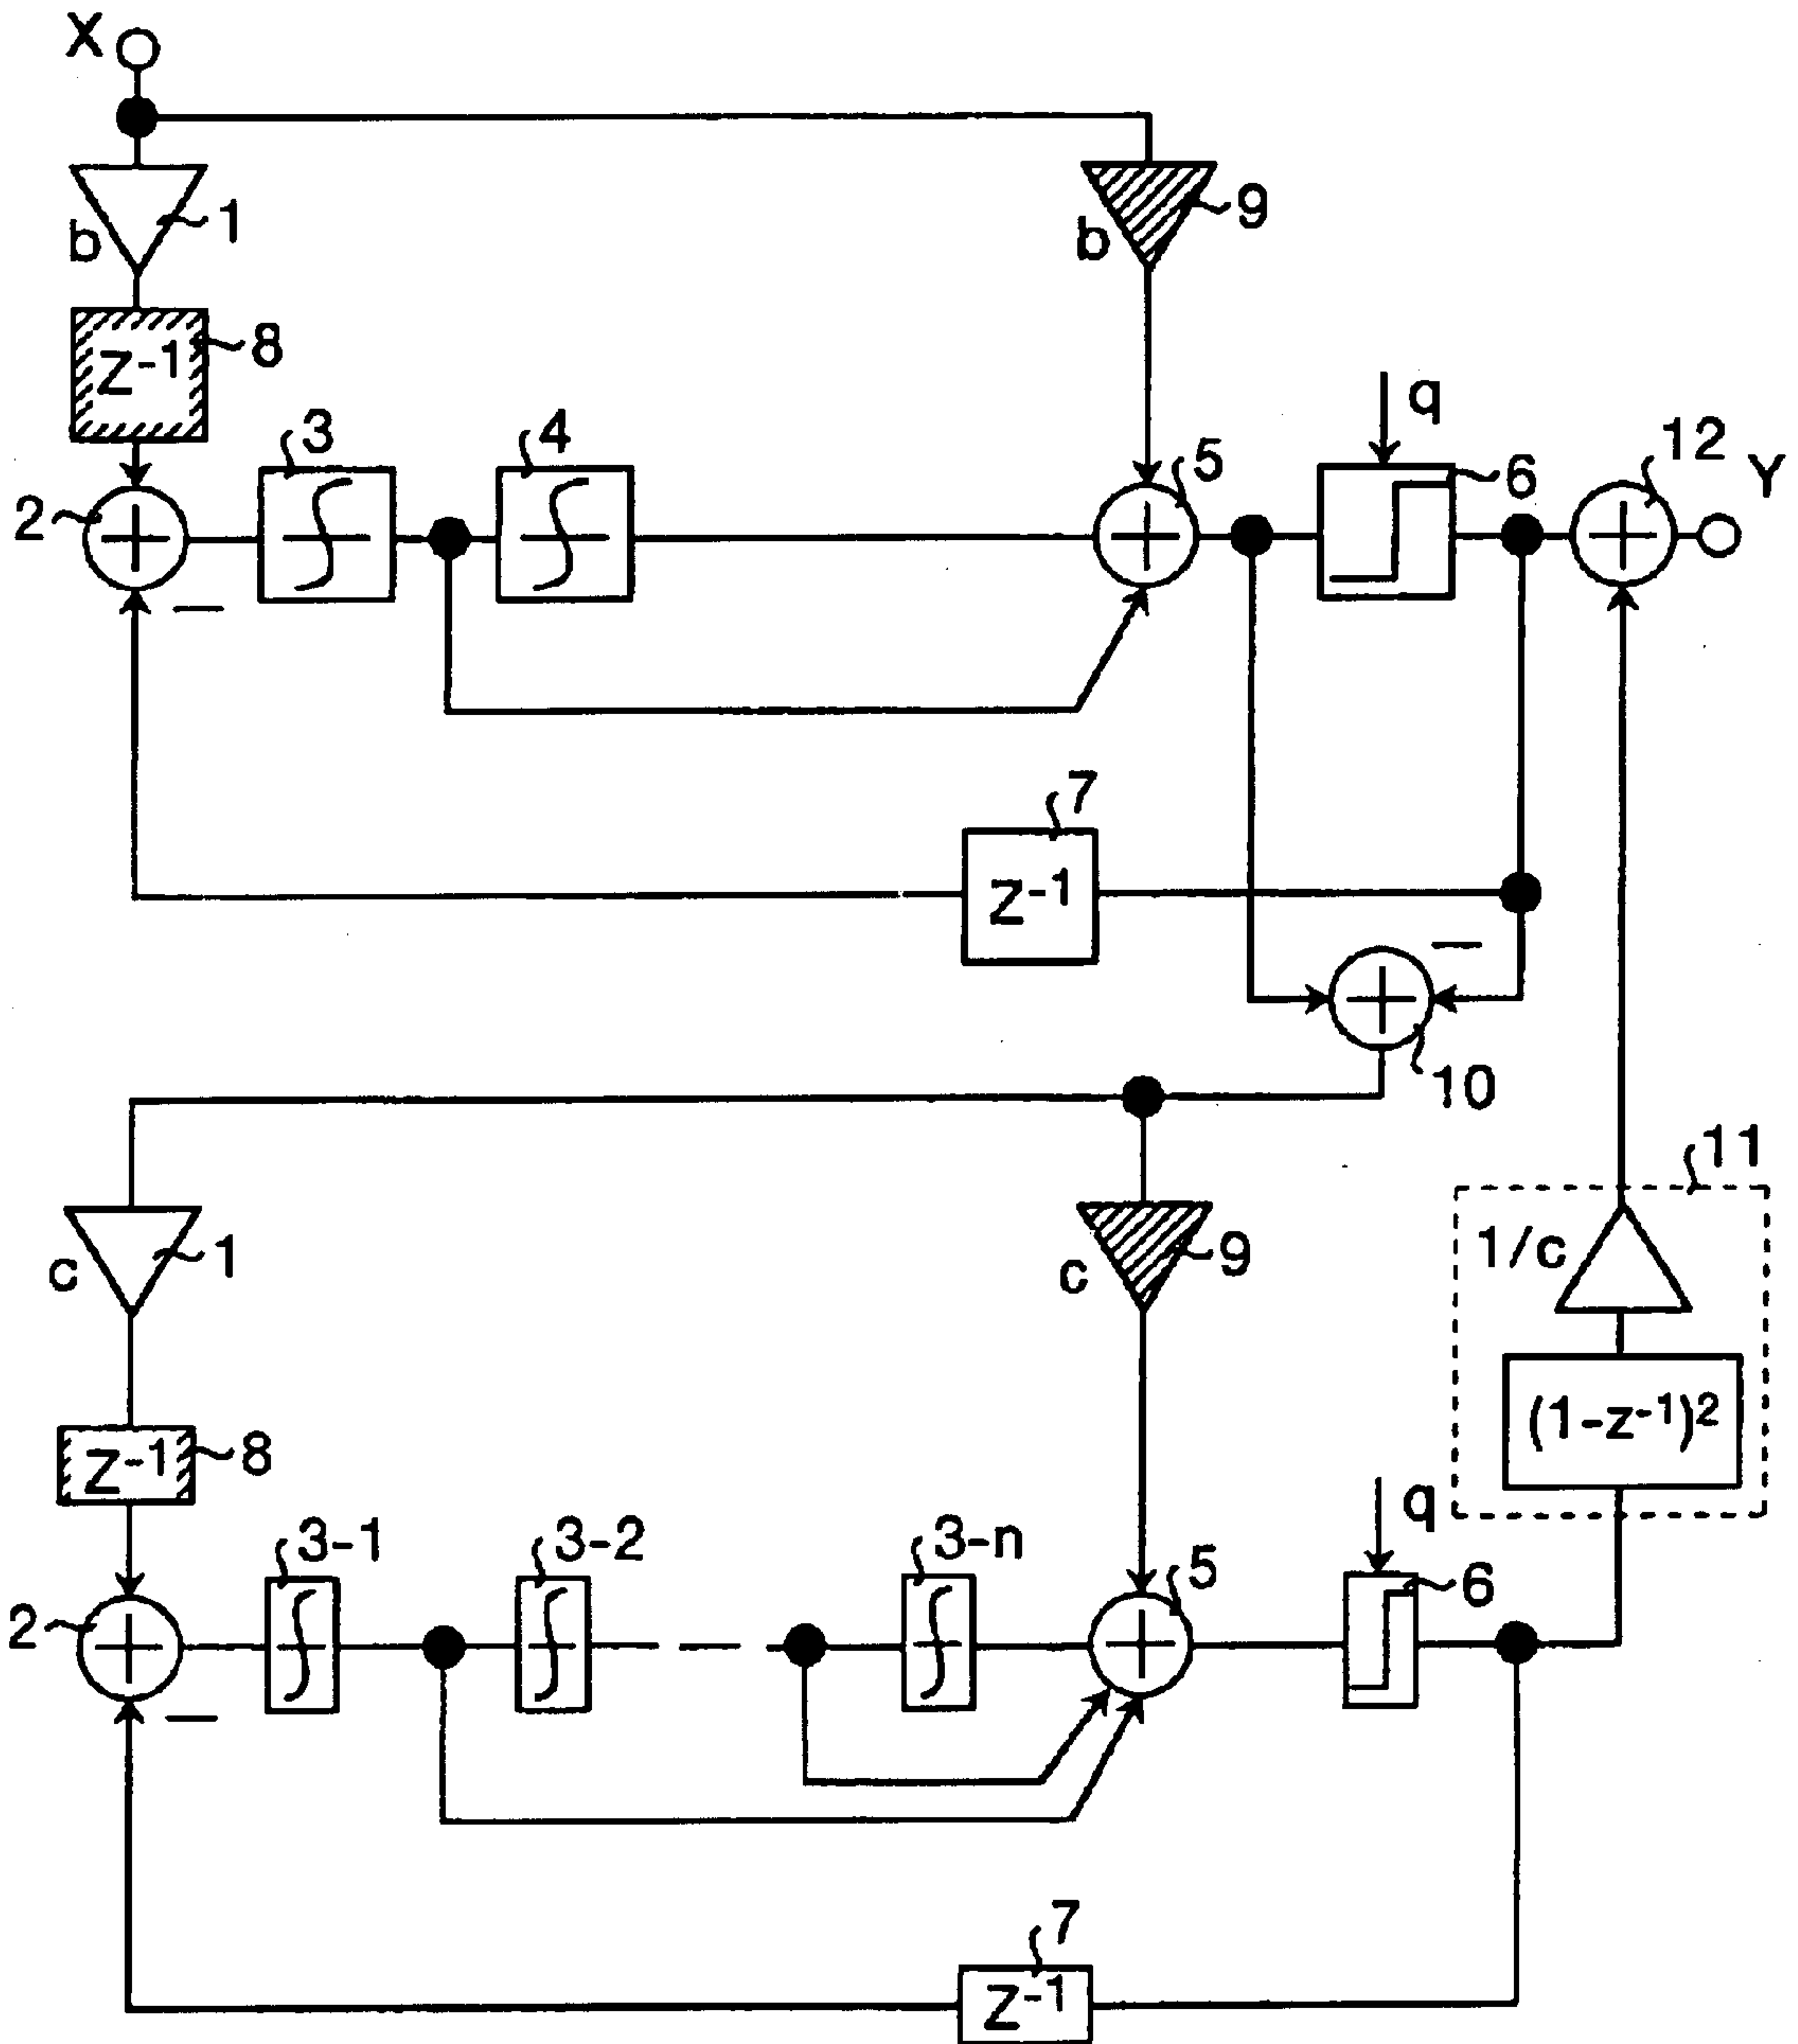 X
1
b
9
b
z-1
8
3
4
q
5
6
12
Y
2
+
+
+
—
7
z-1
—
+
10
11
1
c
9
c
1/c
(1-z-1)2
z-1
8
q
3-1
3-2
3-n
5
6
2
+
+
—
7
z-1